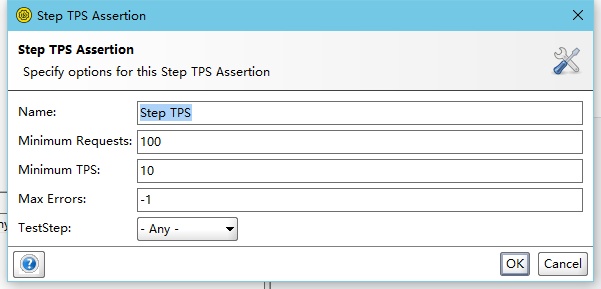 Step TPS Assertion
Step TPS Assertion
Specify options for this Step TPS Assertion
Name: Step TPS
Minimum Requests: 100
Minimum TPS: 10
Max Errors: -1
TestStep: - Any -
OK Cancel